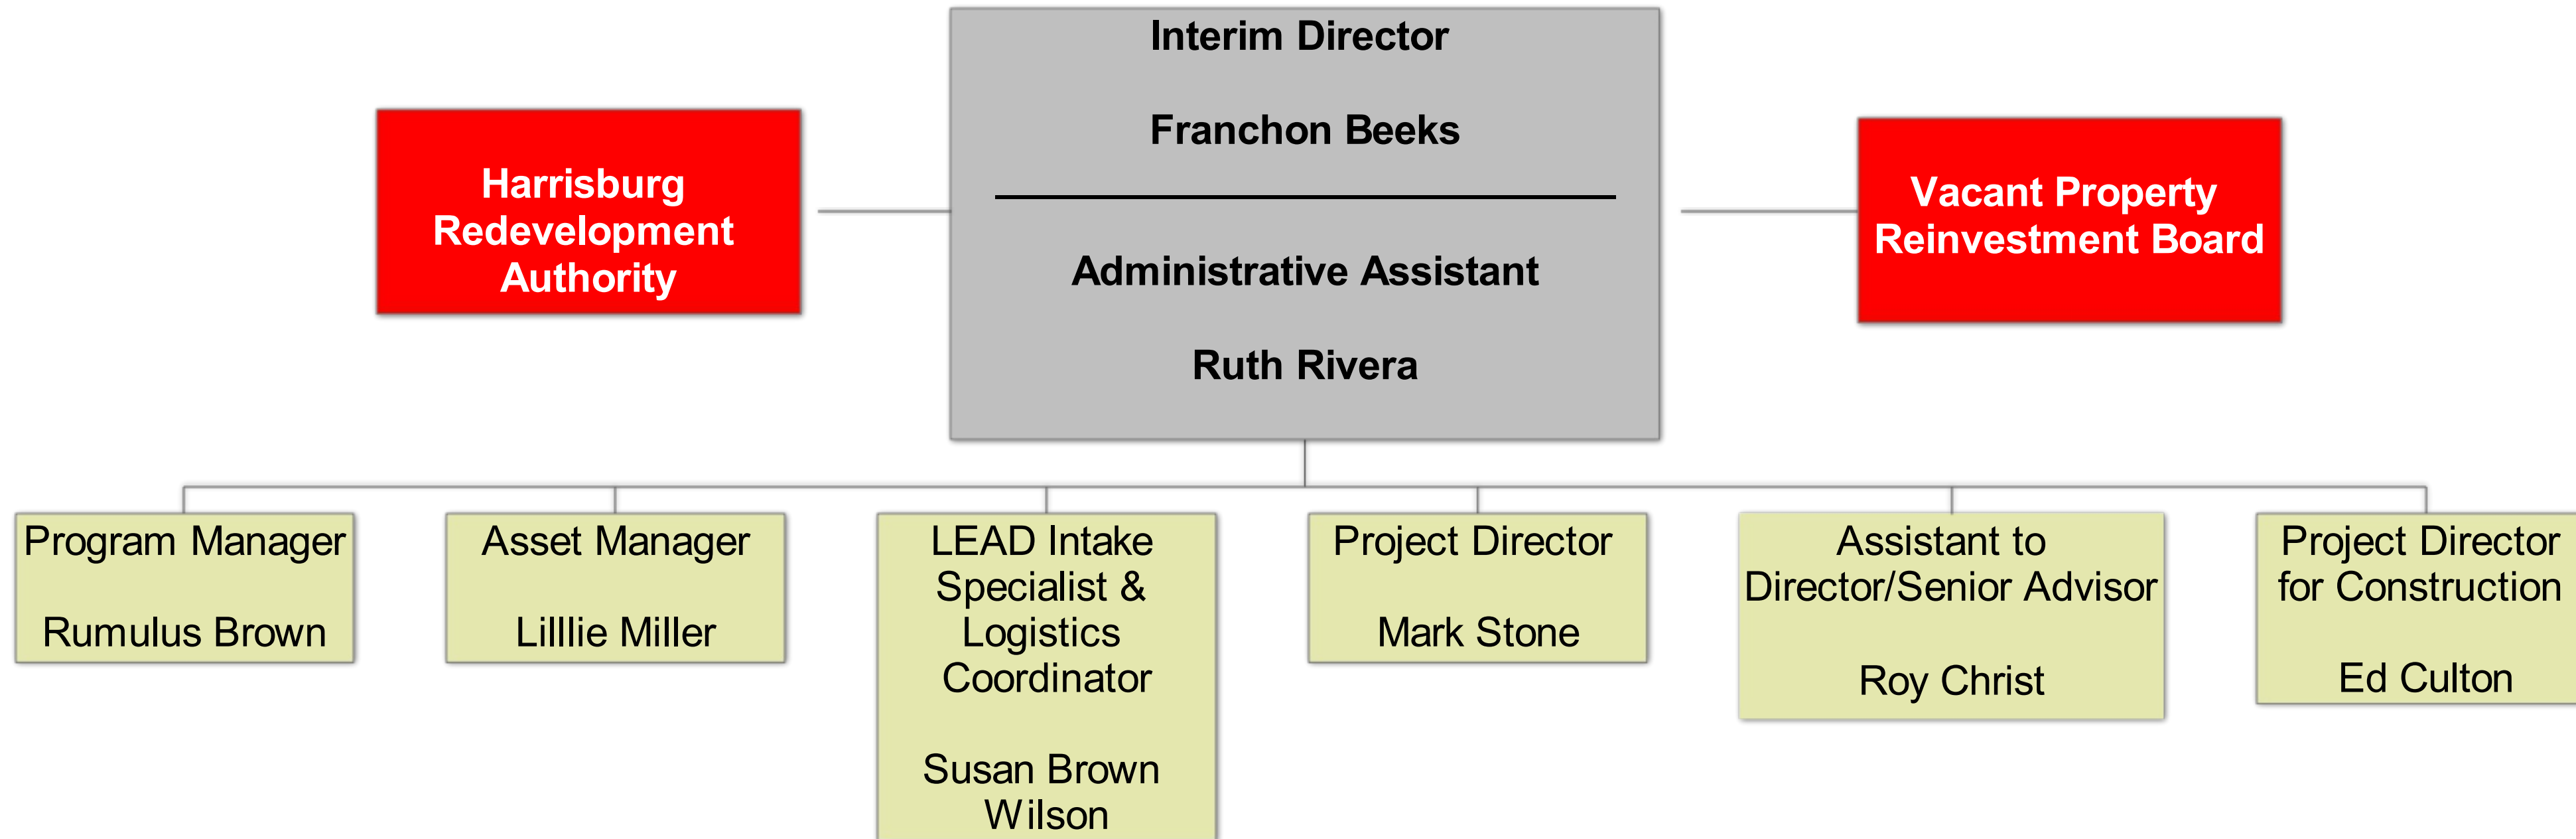 Interim Director
Franchon Beeks
Administrative Assistant
Ruth Rivera
Harrisburg
Redevelopment
Authority
Vacant Property
Reinvestment Board
Program Manager
Rumulus Brown
Asset Manager
Lilllie Miller
LEAD Intake
Specialist &
Logistics
Coordinator
Susan Brown
Wilson
Project Director
Mark Stone
Assistant to
Director/Senior Advisor
Roy Christ
Project Director
for Construction
Ed Culton